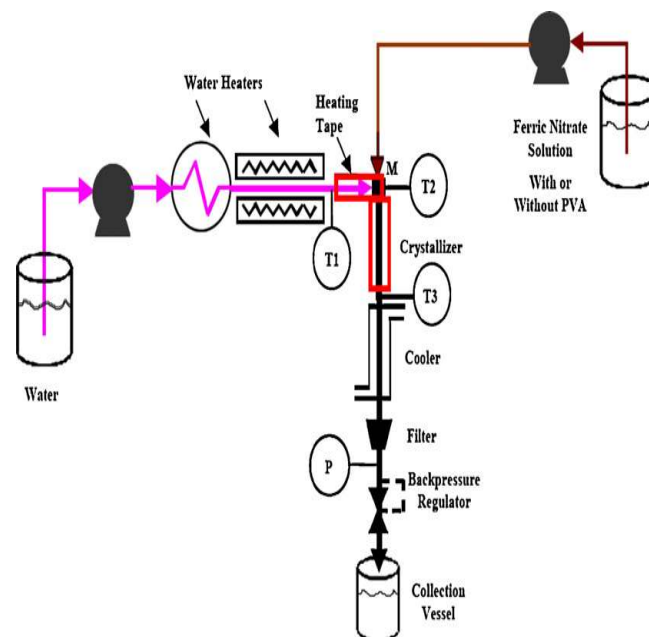 Water Heaters
Heating
Tape
M
T2
T1
Ferric Nitrate
Solution
With or
Without PVA
Crystallizer
T3
Cooler
Water
Filter
P
Backpressure
Regulator
Collection
Vessel